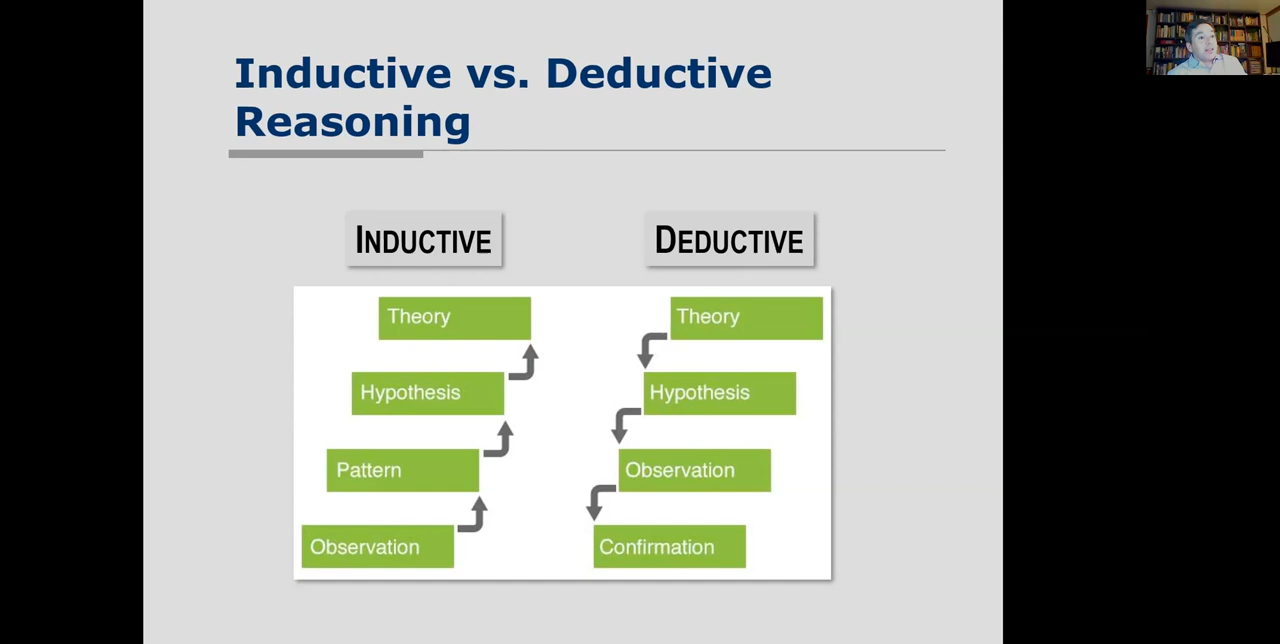 Inductive vs. Deductive
Reasoning
INDUCTIVE
DEDUCTIVE
Theory
Hypothesis
Pattern
Observation
Theory
Hypothesis
Observation
Confirmation